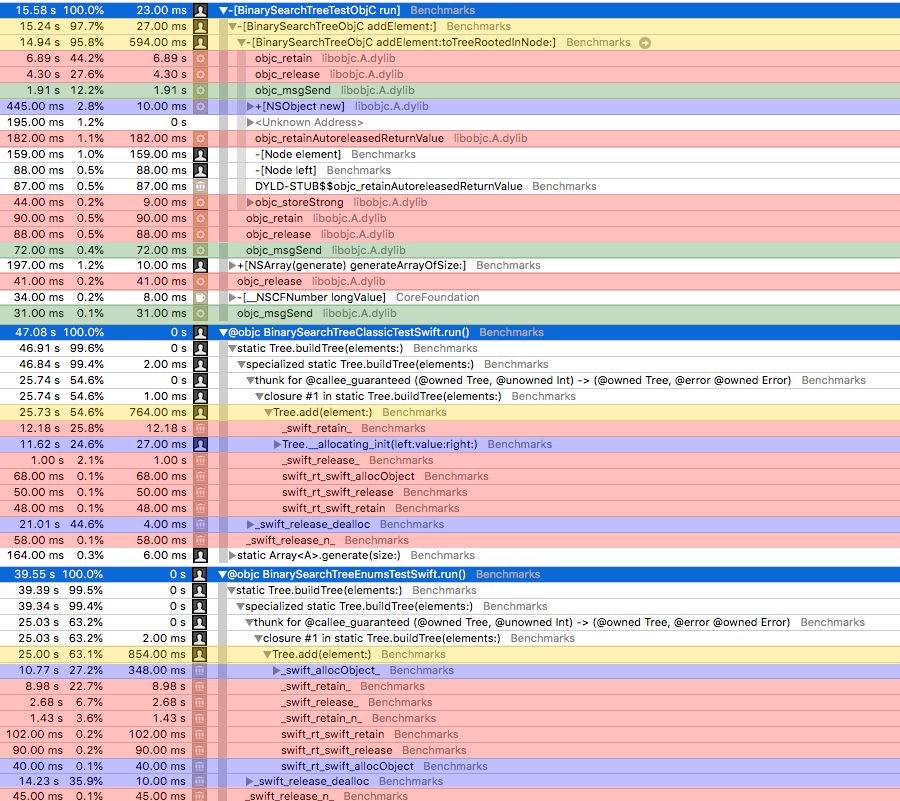 15.58 s 100.0% 23.00 ms ▼-[BinarySearchTreeTestObjC run] Benchmarks
15.24 s 97.8% 27.00 ms ▼-[BinarySearchTreeObjC addElement:] Benchmarks
14.94 s 95.8% 594.00 ms ▼-[BinarySearchTreeObjC addElement:toTreeRootedInNode:] Benchmarks
6.89 s 44.2% 6.89 s objc_retain libobjc.A.dylib
4.30 s 27.6% 4.30 s objc_release libobjc.A.dylib
1.91 s 12.2% 1.91 s objc_msgSend libobjc.A.dylib
445.00 ms 2.8% 10.00 ms ▶+[NSObject new] libobjc.A.dylib
195.00 ms 1.2% 0 s ▶<Unknown Address>
182.00 ms 1.1% 182.00 ms objc_retainAutoreleasedReturnValue libobjc.A.dylib
159.00 ms 1.0% 159.00 ms -[Node element] Benchmarks
88.00 ms 0.5% 88.00 ms -[Node left] Benchmarks
87.00 ms 0.5% 87.00 ms DYLD-STUB$$objc_retainAutoreleasedReturnValue Benchmarks
44.00 ms 0.2% 9.00 ms ▶objc_storeStrong libobjc.A.dylib
90.00 ms 0.5% 90.00 ms objc_retain libobjc.A.dylib
88.00 ms 0.5% 88.00 ms objc_release libobjc.A.dylib
72.00 ms 0.4% 72.00 ms objc_msgSend libobjc.A.dylib
197.00 ms 1.2% 10.00 ms ▶+[NSArray(generate) generateArrayOfSize:] Benchmarks
41.00 ms 0.2% 41.00 ms objc_release libobjc.A.dylib
34.00 ms 0.2% 8.00 ms ▶-[__NSCFNumber longValue] CoreFoundation
31.00 ms 0.1% 31.00 ms objc_msgSend libobjc.A.dylib
47.08 s 100.0% 0 s ▼@objc BinarySearchTreeClassicTestSwift.run() Benchmarks
46.91 s 99.6% 0 s ▼static Tree.buildTree(elements:) Benchmarks
46.84 s 99.4% 2.00 ms ▼specialized static Tree.buildTree(elements:) Benchmarks
25.74 s 54.6% 0 s ▼thunk for @callee_guaranteed (@owned Tree, @unowned Int) -> (@owned Tree, @error @owned Error) Benchmarks
25.74 s 54.6% 1.00 ms ▼closure #1 in static Tree.buildTree(elements:) Benchmarks
25.73 s 54.6% 764.00 ms ▼Tree.add(element:) Benchmarks
12.18 s 25.8% 12.18 s _swift_retain_ Benchmarks
11.62 s 24.6% 27.00 ms ▶Tree.__allocating_init(left:value:right:) Benchmarks
1.00 s 2.1% 1.00 s _swift_release_ Benchmarks
68.00 ms 0.1% 68.00 ms swift_rt_swift_allocObject Benchmarks
50.00 ms 0.1% 50.00 ms swift_rt_swift_release Benchmarks
48.00 ms 0.1% 48.00 ms swift_rt_swift_retain Benchmarks
21.01 s 44.6% 4.00 ms ▶_swift_release_dealloc Benchmarks
58.00 ms 0.1% 58.00 ms _swift_release_n_ Benchmarks
164.00 ms 0.3% 6.00 ms ▶static Array<A>.generate(size:) Benchmarks
39.55 s 100.0% 0 s ▼@objc BinarySearchTreeEnumsTestSwift.run() Benchmarks
39.39 s 99.5% 0 s ▼static Tree.buildTree(elements:) Benchmarks
39.34 s 99.4% 0 s ▼specialized static Tree.buildTree(elements:) Benchmarks
25.03 s 63.2% 0 s ▼thunk for @callee_guaranteed (@owned Tree, @unowned Int) -> (@owned Tree, @error @owned Error) Benchmarks
25.03 s 63.2% 2.00 ms ▼closure #1 in static Tree.buildTree(elements:) Benchmarks
25.00 s 63.1% 854.00 ms ▼Tree.add(element:) Benchmarks
10.77 s 27.2% 348.00 ms ▶_swift_allocObject_ Benchmarks
8.98 s 22.7% 8.98 s _swift_retain_ Benchmarks
2.68 s 6.7% 2.68 s _swift_release_ Benchmarks
1.43 s 3.6% 1.43 s _swift_retain_n_ Benchmarks
102.00 ms 0.2% 102.00 ms swift_rt_swift_retain Benchmarks
90.00 ms 0.2% 90.00 ms swift_rt_swift_release Benchmarks
40.00 ms 0.1% 40.00 ms swift_rt_swift_allocObject Benchmarks
14.23 s 35.9% 10.00 ms ▶_swift_release_dealloc Benchmarks
45.00 ms 0.1% 45.00 ms _swift_release_n_ Benchmarks